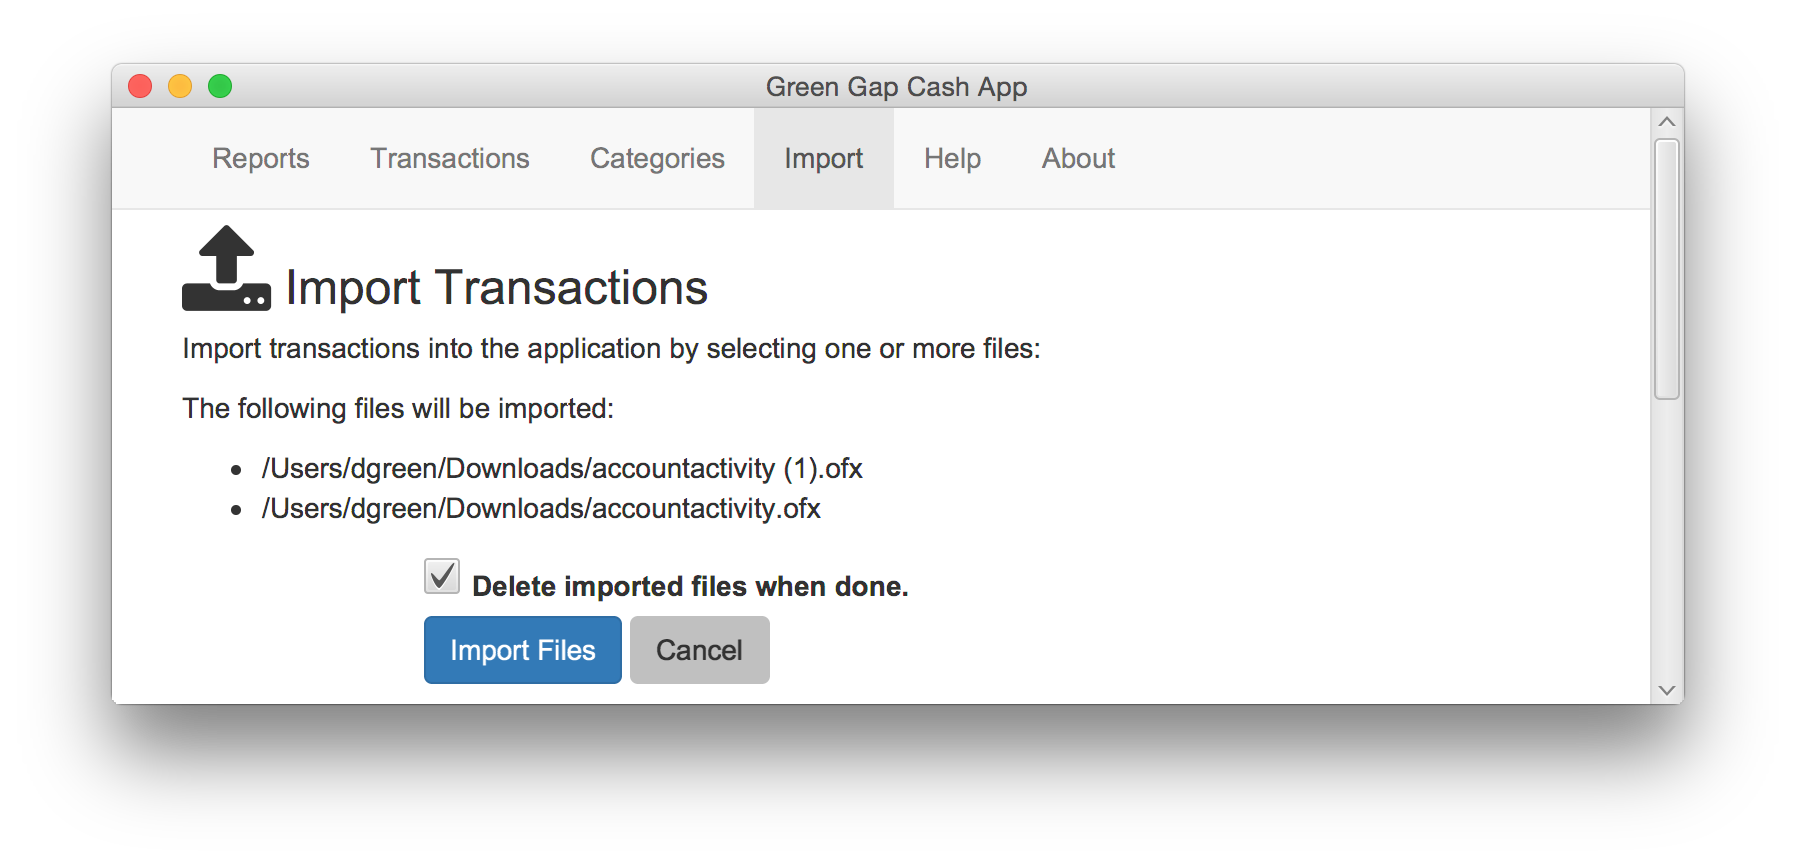 Green Gap Cash App
Reports Transactions Categories Import Help About
Import Transactions
Import transactions into the application by selecting one or more files:
The following files will be imported:
• /Users/dgreen/Downloads/accountactivity (1).ofx
• /Users/dgreen/Downloads/accountactivity.ofx
Delete imported files when done.
Import Files Cancel